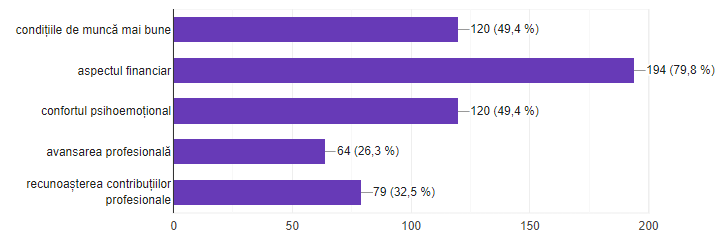 condițiile de muncă mai bune
120 (49,4 %)
aspectul financiar
194 (79,8 %)
confortul psihoemoțional
120 (49,4 %)
avansarea profesională
64 (26,3 %)
recunoașterea contribuțiilor
profesionale
79 (32,5 %)
0 50 100 150 200